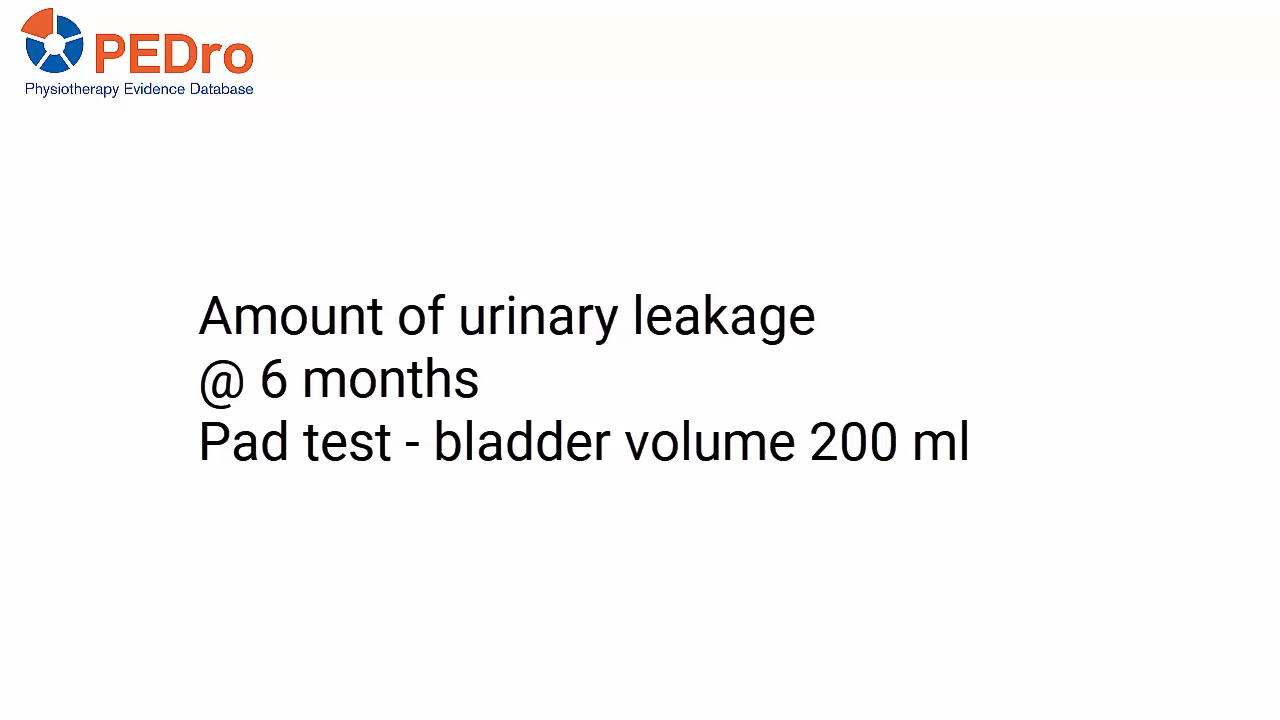 PEDro
Physiotherapy Evidence Database
Amount of urinary leakage
@ 6 months
Pad test - bladder volume 200 ml